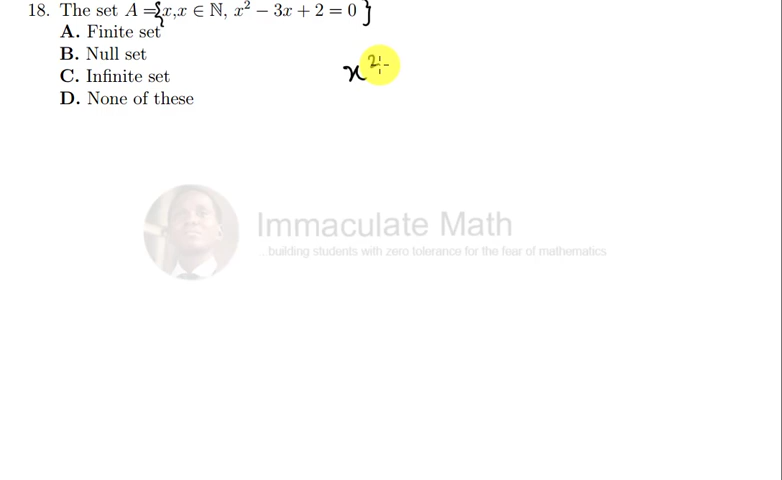 18. The set A = {x, x ∈ ℕ, x² − 3x + 2 = 0 }
A. Finite set
B. Null set
C. Infinite set
D. None of these
x²
Immaculate Math
.. building students with zero tolerance for the fear of mathematics